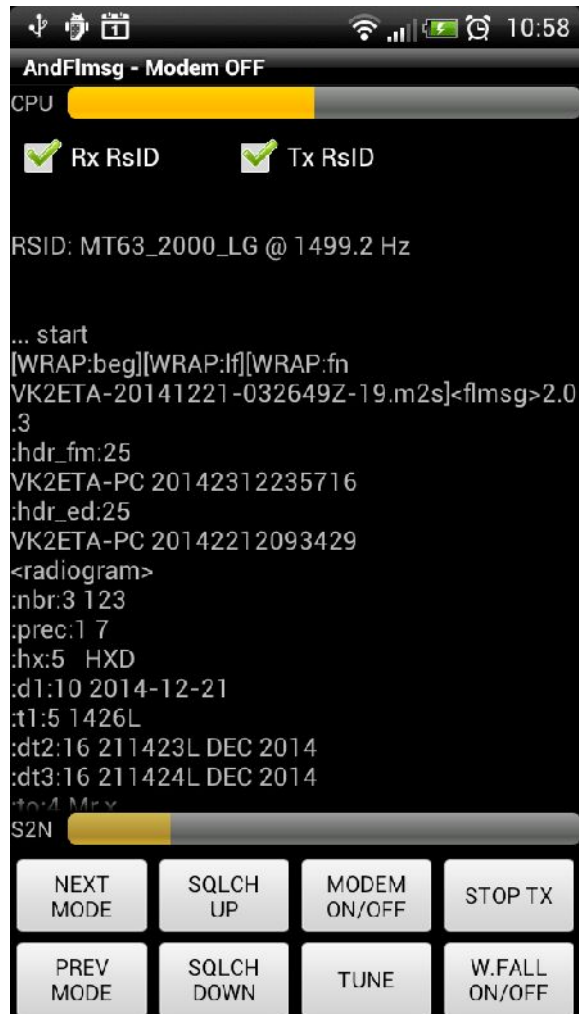 10:58
AndFlmsg - Modem OFF
CPU
Rx RsID Tx RsID
RSID: MT63_2000_LG @ 1499.2 Hz
... start
[WRAP:beg][WRAP:lf][WRAP:fn
VK2ETA-20141221-032649Z-19.m2s]<flmsg>2.0
.3
:hdr_fm:25
VK2ETA-PC 20142312235716
:hdr_ed:25
VK2ETA-PC 20142212093429
<radiogram>
:nbr:3 123
:prec:1 7
:hx:5 HXD
:d1:10 2014-12-21
:t1:5 1426L
:dt2:16 211423L DEC 2014
:dt3:16 211424L DEC 2014
:to:4 Mr x
S2N
NEXT
MODE
SQLCH
UP
MODEM
ON/OFF
STOP TX
PREV
MODE
SQLCH
DOWN
TUNE
W.FALL
ON/OFF